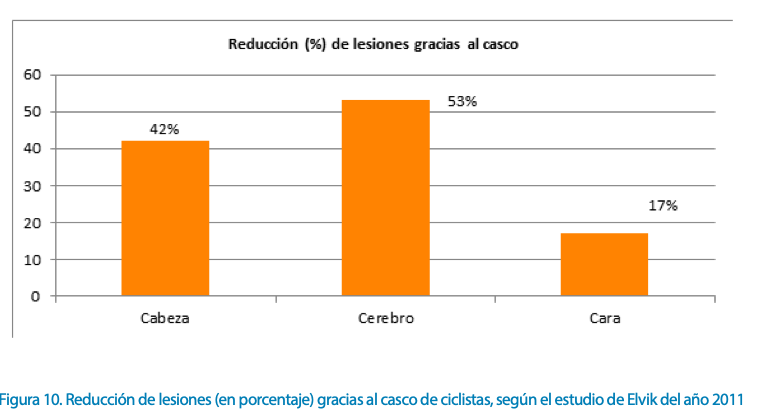 Reducción (%) de lesiones gracias al casco
60
50
40
30
20
10
0
42%
53%
17%
Cabeza
Cerebro
Cara
Figura 10. Reducción de lesiones (en porcentaje) gracias al casco de ciclistas, según el estudio de Elvik del año 2011